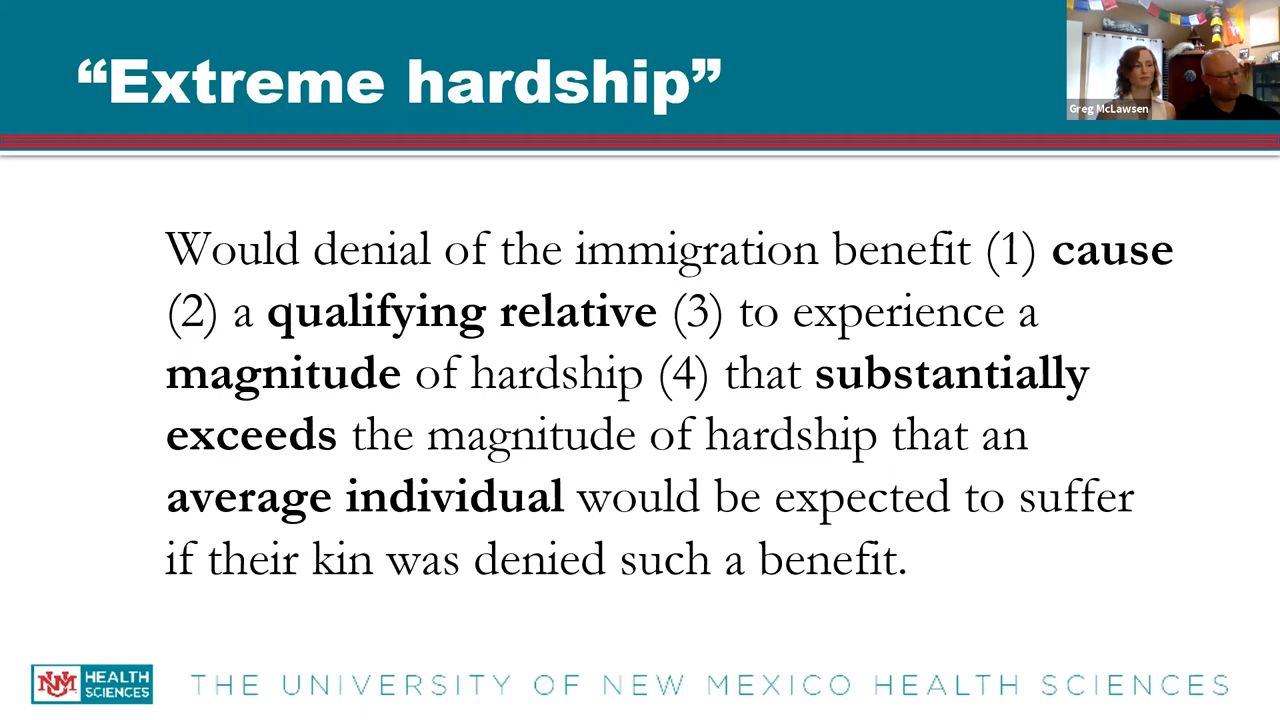 “Extreme hardship”
Greg McLawsen
Would denial of the immigration benefit (1) cause
(2) a qualifying relative (3) to experience a
magnitude of hardship (4) that substantially
exceeds the magnitude of hardship that an
average individual would be expected to suffer
if their kin was denied such a benefit.
UNM HEALTH
SCIENCES
THE UNIVERSITY OF NEW MEXICO HEALTH SCIENCES